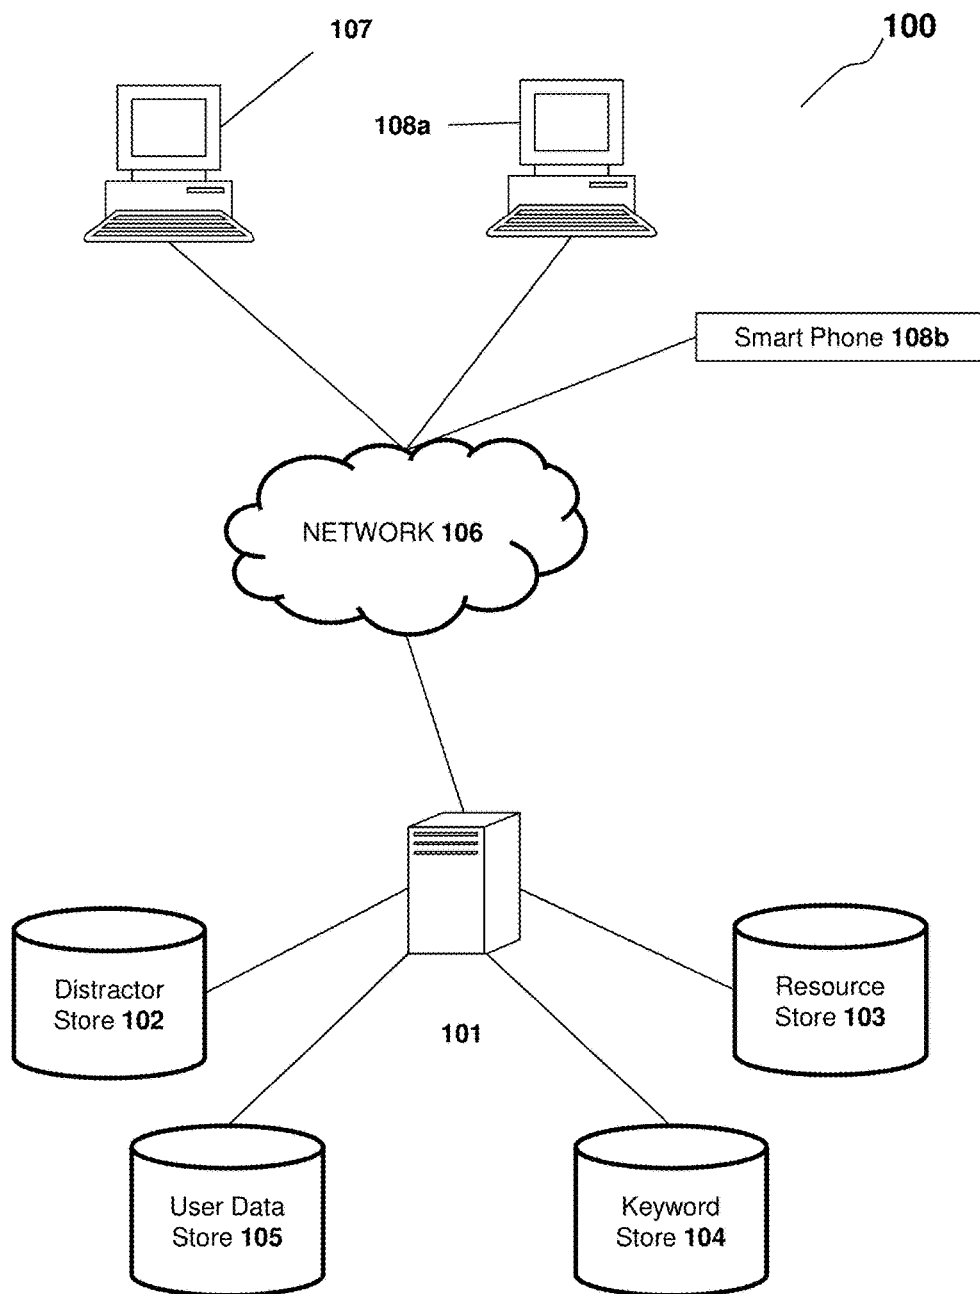 107
100
108a
Smart Phone 108b
NETWORK 106
Distractor
Store 102
Resource
Store 103
101
User Data
Store 105
Keyword
Store 104